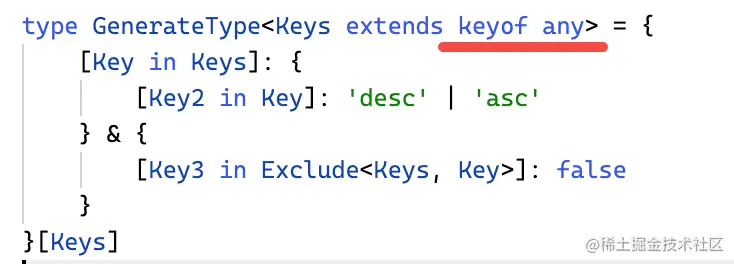 type GenerateType<Keys extends keyof any> = {
    [Key in Keys]: {
        [Key2 in Key]: 'desc' | 'asc'
    } & {
        [Key3 in Exclude<Keys, Key>]: false
    }
}[Keys]
@稀土掘金技术社区